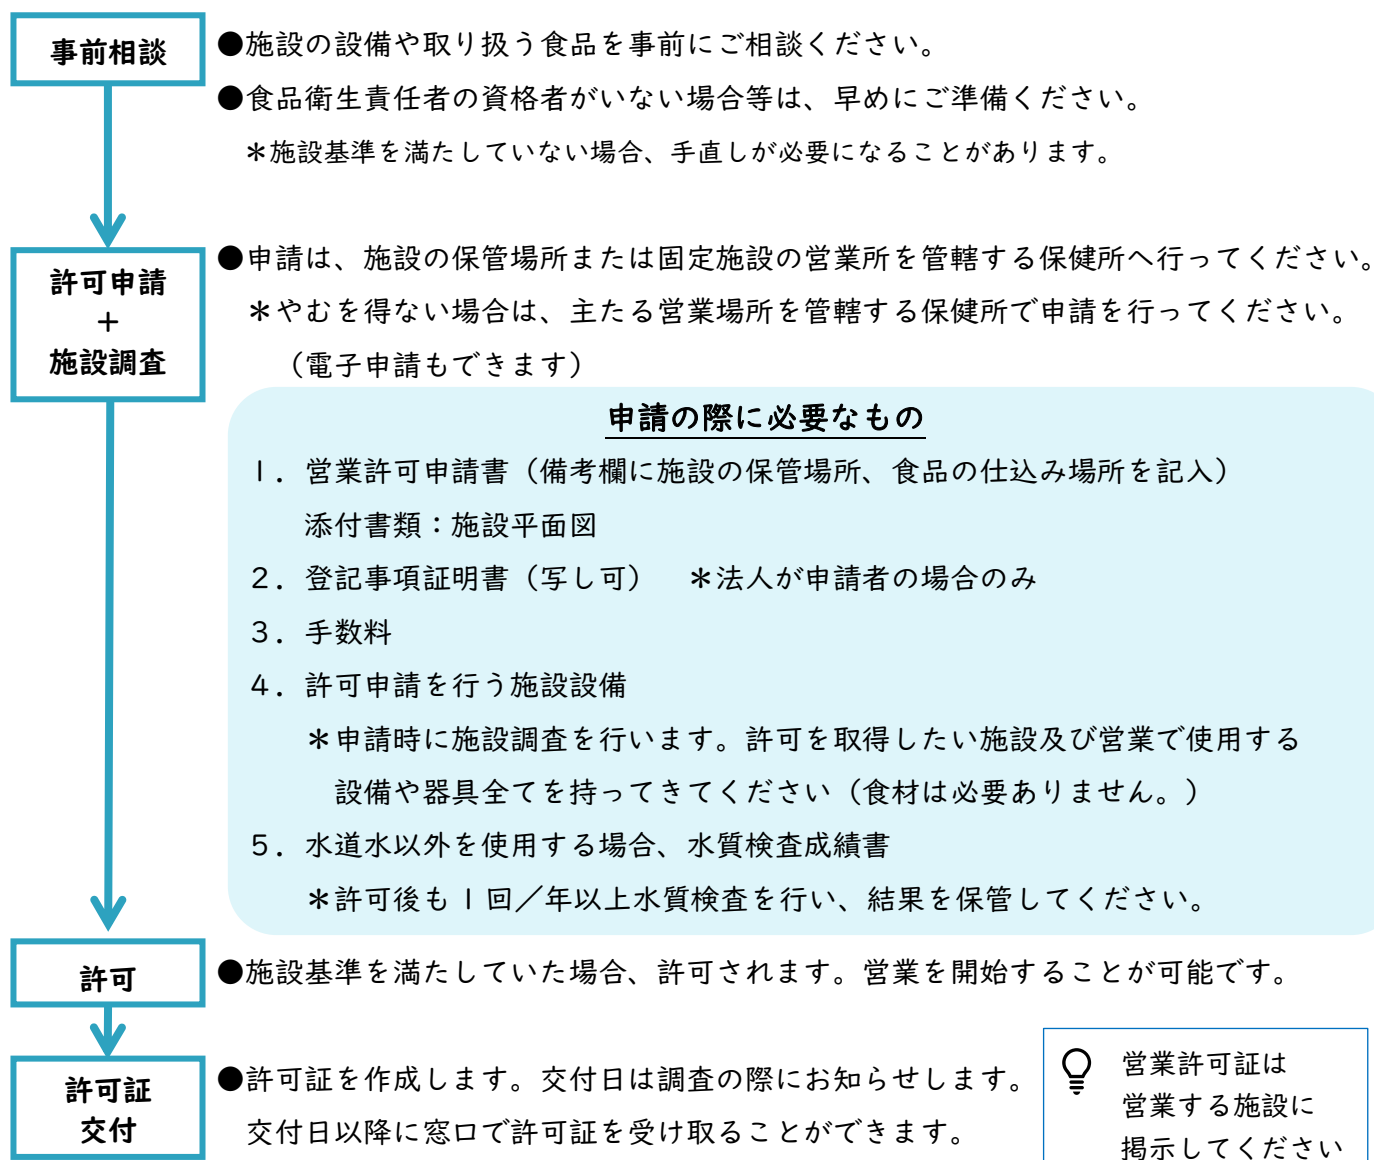 事前相談
●施設の設備や取り扱う食品を事前にご相談ください。
●食品衛生責任者の資格者がいない場合等は、早めにご準備ください。
＊施設基準を満たしていない場合、手直しが必要になることがあります。
許可申請
＋
施設調査
●申請は、施設の保管場所または固定施設の営業所を管轄する保健所へ行ってください。
＊やむを得ない場合は、主たる営業場所を管轄する保健所で申請を行ってください。
（電子申請もできます）
申請の際に必要なもの
１．営業許可申請書（備考欄に施設の保管場所、食品の仕込み場所を記入）
添付書類：施設平面図
２．登記事項証明書（写し可）　＊法人が申請者の場合のみ
３．手数料
４．許可申請を行う施設設備
＊申請時に施設調査を行います。許可を取得したい施設及び営業で使用する
設備や器具全てを持ってきてください（食材は必要ありません。）
５．水道水以外を使用する場合、水質検査成績書
＊許可後も１回／年以上水質検査を行い、結果を保管してください。
許可
●施設基準を満たしていた場合、許可されます。営業を開始することが可能です。
許可証
交付
●許可証を作成します。交付日は調査の際にお知らせします。
交付日以降に窓口で許可証を受け取ることができます。
営業許可証は
営業する施設に
掲示してください